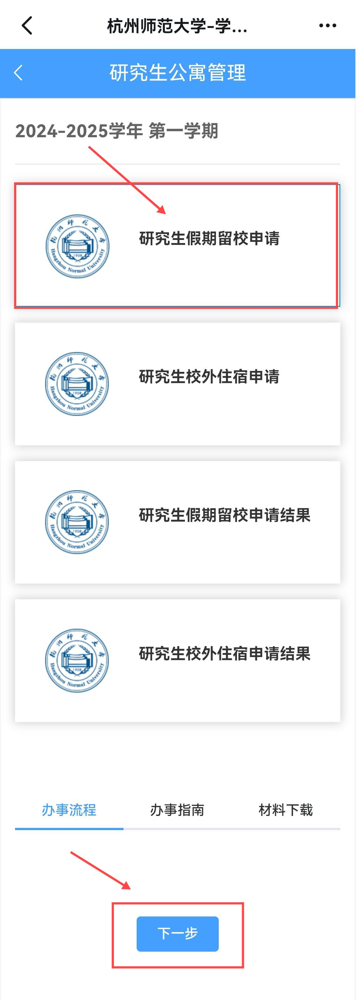 杭州师范大学-学...
研究生公寓管理
2024-2025学年 第一学期
杭州师范大学
Hangzhou Normal University
1908
研究生假期留校申请
杭州师范大学
Hangzhou Normal University
1908
研究生校外住宿申请
杭州师范大学
Hangzhou Normal University
1908
研究生假期留校申请结果
杭州师范大学
Hangzhou Normal University
1908
研究生校外住宿申请结果
办事流程 办事指南 材料下载
下一步